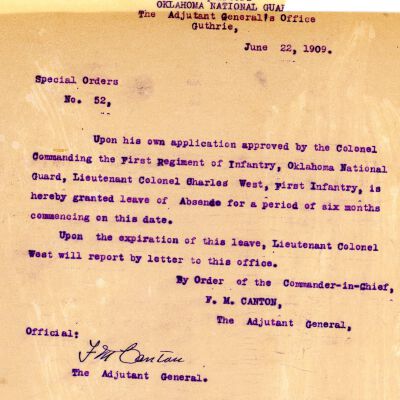 OKLAHOMA NATIONAL GUAR
The Adjutant General's Office
Guthrie,
June 22, 1909.
Special Orders
No. 52,
Upon his own application approved by the Colonel
Commanding the First Regiment of Infantry, Oklahoma National
Guard, Lieutenant Colonel Charles West, First Infantry, is
hereby granted leave of Absende for a period of six months
commencing on this date.
Upon the expiration of this leave, Lieutenant Colonel
West will report by letter to this office.
By Order of the Commander-in-Chief,
F. M. CANTON,
The Adjutant General,
Official:
F M Canton
The Adjutant General.